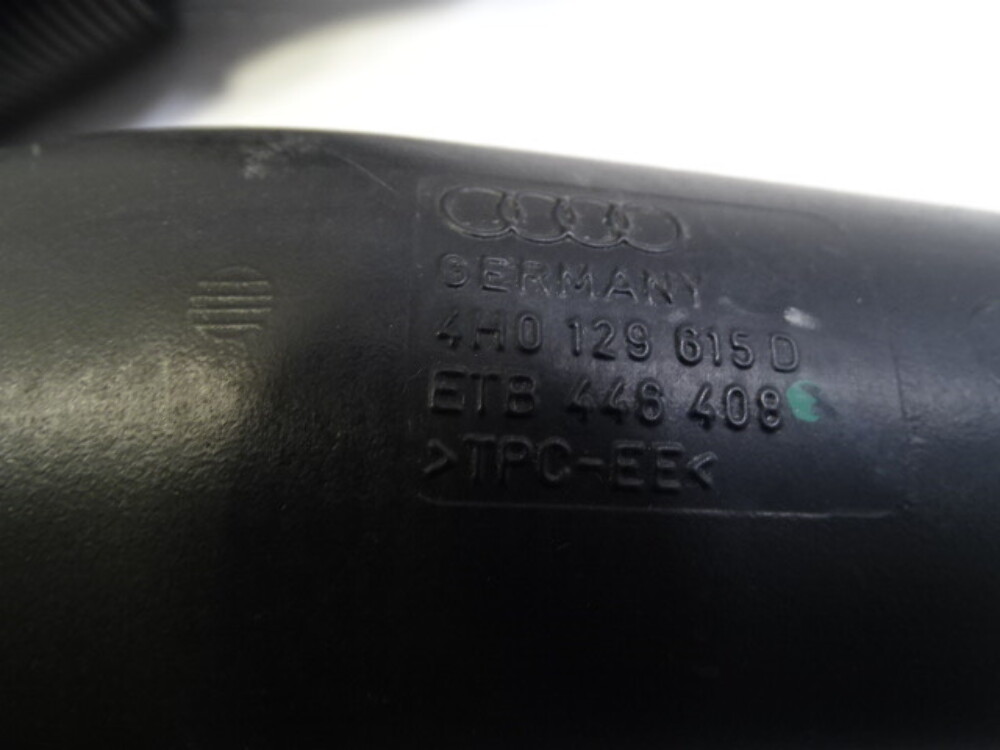 GERMANY
4H0 129 615 D
ETB 446 408
>TPC-EE<